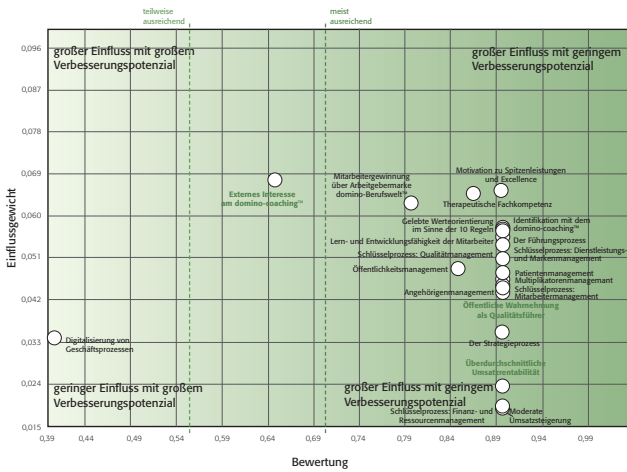 teilweise
ausreichend
meist
ausreichend
0,096
0,087
0,078
0,069
0,060
0,051
0,042
0,033
0,024
0,015
Einflussgewicht
großer Einfluss mit großem
Verbesserungspotenzial
großer Einfluss mit geringem
Verbesserungspotenzial
Externes Interesse
am domino-coaching™
Mitarbeitergewinnung
über Arbeitgebermarke
domino-Berufswelt™
Motivation zu Spitzenleistungen
und Excellence
Therapeutische Fachkompetenz
Gelebte Werteorientierung
im Sinne der 10 Regeln
Identifikation mit dem
domino-coaching™
Lern- und Entwicklungsfähigkeit der Mitarbeiter
Der Führungsprozess
Schlüsselprozess: Qualitätmanagement
Schlüsselprozess: Dienstleistungs-
und Markenmanagement
Öffentlichkeitsmanagement
Patientenmanagement
Multiplikatorenmanagemant
Angehörigenmanagement
Schlüsselprozess:
Mitarbeitermanagement
Öffentliche Wahrnehmung
als Qualitätsführer
Digitalisierung von
Geschäftsprozessen
Der Strategieprozess
Überdurchschnittliche
Umsatzrentabilität
geringer Einfluss mit großem
Verbesserungspotenzial
großer Einfluss mit geringem
Verbesserungspotenzial
Schlüsselprozess: Finanz- und
Ressourcenmanagement
Moderate
Umsatzsteigerung
0,39 0,44 0,49 0,54 0,64 0,69 0,74 0,79 0,84 0,89 0,94 0,99
Bewertung